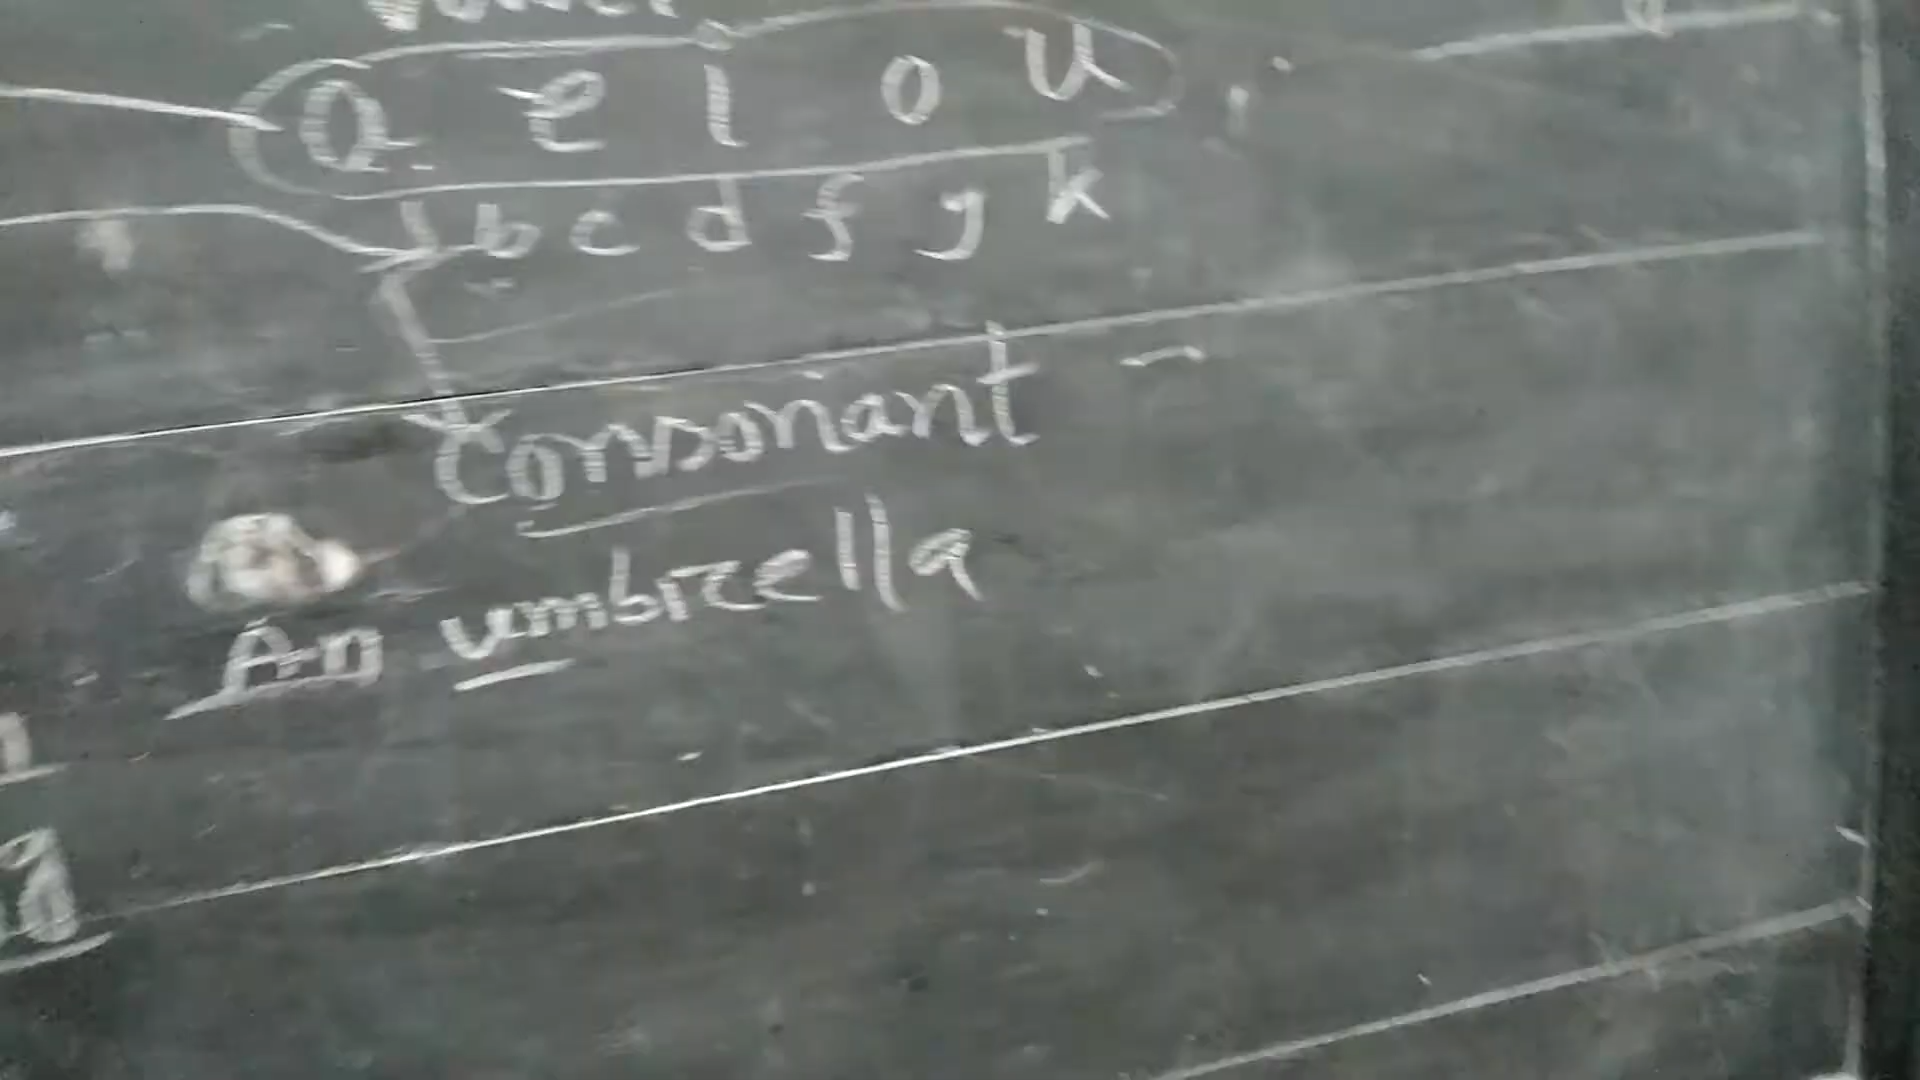 a e i o u
b c d f g k
Consonant -
An umbrella